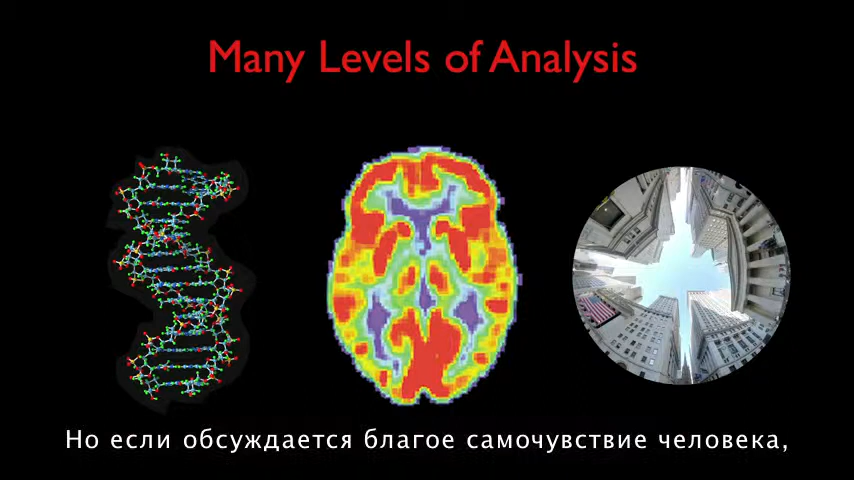 Many Levels of Analysis
Но если обсуждается благое самочувствие человека,